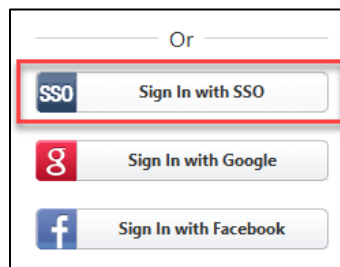 Or
SSO Sign In with SSO
g Sign In with Google
f Sign In with Facebook